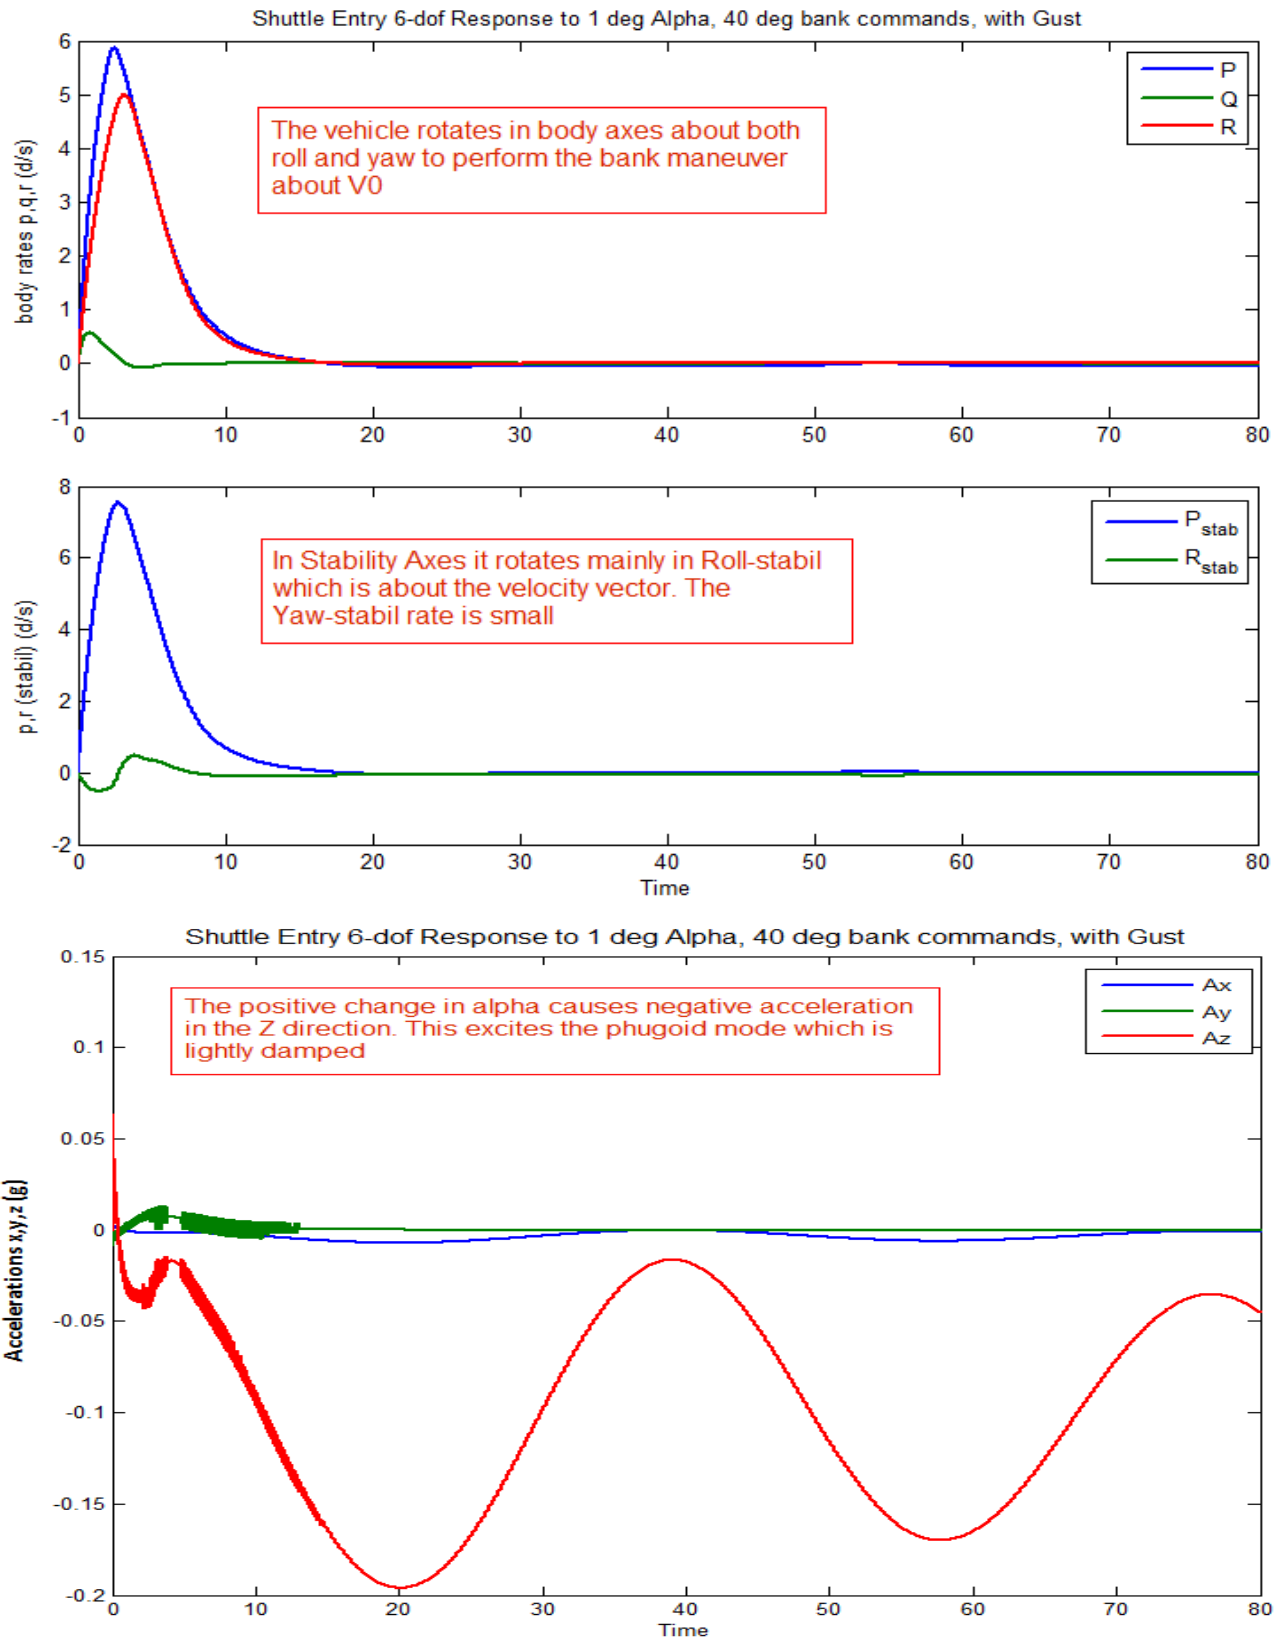 Shuttle Entry 6-dof Response to 1 deg Alpha, 40 deg bank commands, with Gust
6
5
4
3
2
1
0
-1
body rates p,q,r (d/s)
P
Q
R
The vehicle rotates in body axes about both
roll and yaw to perform the bank maneuver
about V0
0 10 20 30 40 50 60 70 80
8
6
4
2
0
-2
p,r (stabil) (d/s)
P_stab
R_stab
In Stability Axes it rotates mainly in Roll-stabil
which is about the velocity vector. The
Yaw-stabil rate is small
0 10 20 30 40 50 60 70 80
Time
Shuttle Entry 6-dof Response to 1 deg Alpha, 40 deg bank commands, with Gust
0.15
0.1
0.05
0
-0.05
-0.1
-0.15
-0.2
Accelerations x,y,z (g)
Ax
Ay
Az
The positive change in alpha causes negative acceleration
in the Z direction. This excites the phugoid mode which is
lightly damped
0 10 20 30 40 50 60 70 80
Time